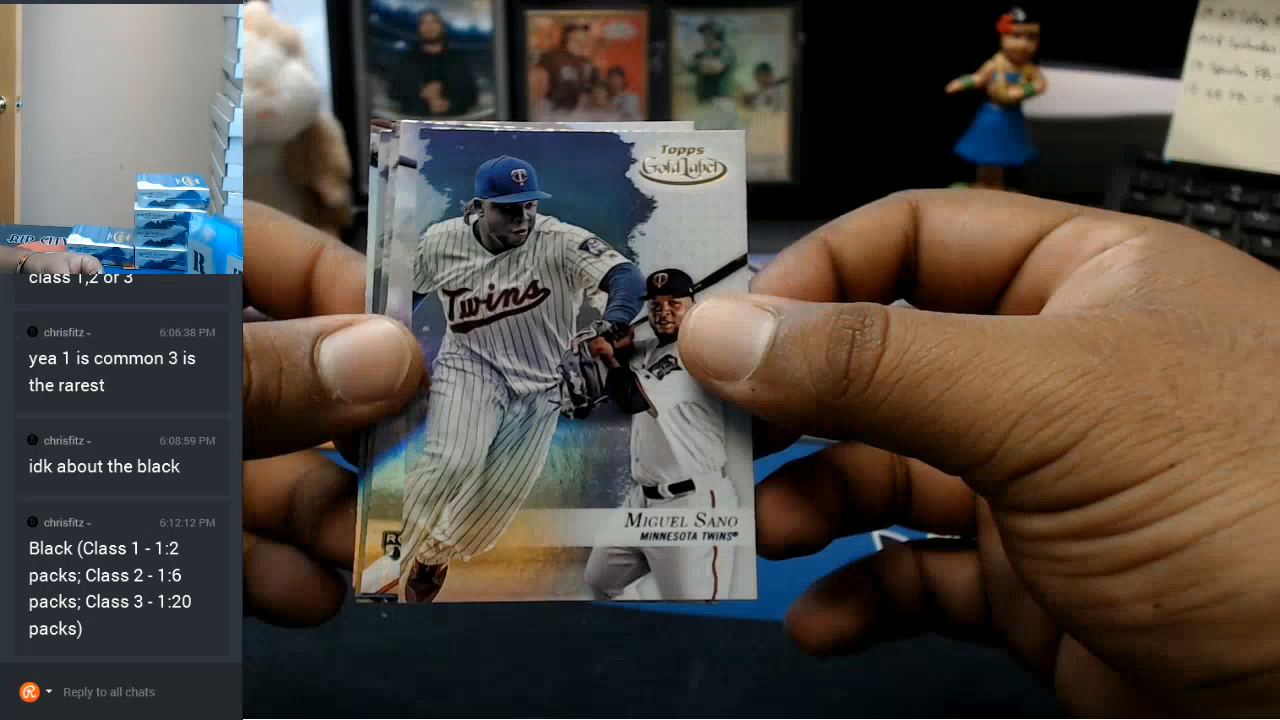 class 1,2 or 3
chrisfitz
6:06:38 PM
yea 1 is common 3 is
the rarest
chrisfitz
6:08:59 PM
idk about the black
chrisfitz
6:12:12 PM
Black (Class 1 - 1:2
packs; Class 2 - 1:6
packs; Class 3 - 1:20
packs)
Reply to all chats
RIP-CITY
Topps
Gold Label
Twins
MIGUEL SANO
MINNESOTA TWINS